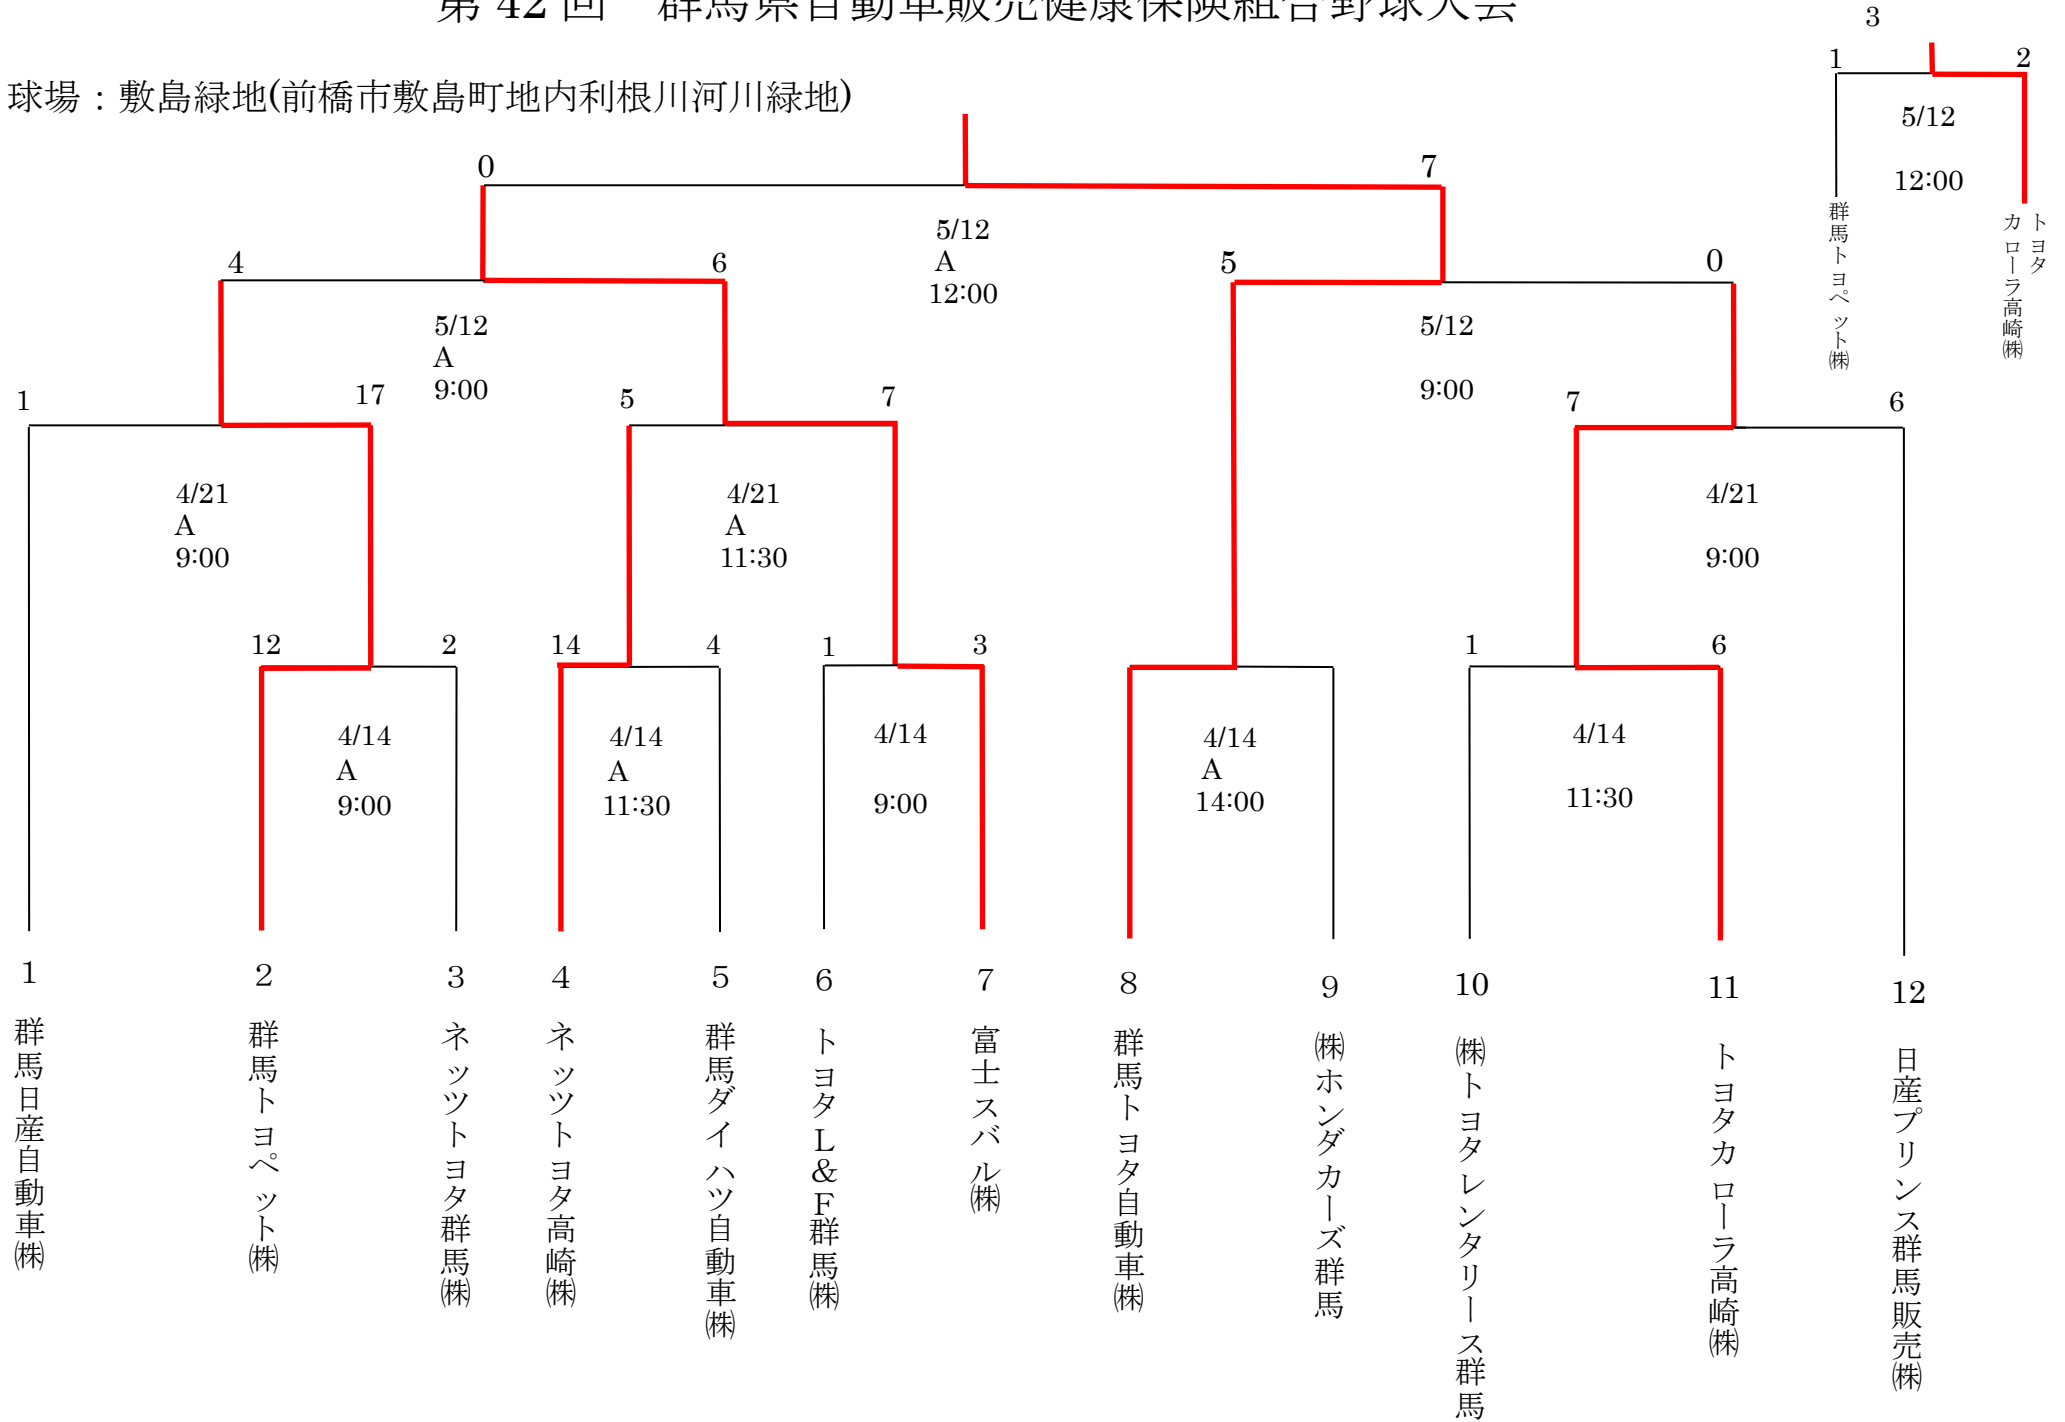 第 42 回　群馬県自動車販売健康保険組合野球大会
球場：敷島緑地(前橋市敷島町地内利根川河川緑地)
3
1
2
5/12
12:00
群馬トヨペット㈱
トヨタ
カローラ高崎㈱
0
7
5/12
A
12:00
4
6
5/12
A
9:00
5
0
5/12
9:00
1
17
4/21
A
9:00
5
7
4/21
A
11:30
7
6
4/21
9:00
12
2
4/14
A
9:00
14
4
4/14
A
11:30
1
3
4/14
9:00
4/14
A
14:00
1
6
4/14
11:30
1　群馬日産自動車㈱
2　群馬トヨペット㈱
3　ネッツトヨタ群馬㈱
4　ネッツトヨタ高崎㈱
5　群馬ダイハツ自動車㈱
6　トヨタL&F群馬㈱
7　富士スバル㈱
8　群馬トヨタ自動車㈱
9　㈱ホンダカーズ群馬
10　㈱トヨタレンタリース群馬
11　トヨタカローラ高崎㈱
12　日産プリンス群馬販売㈱